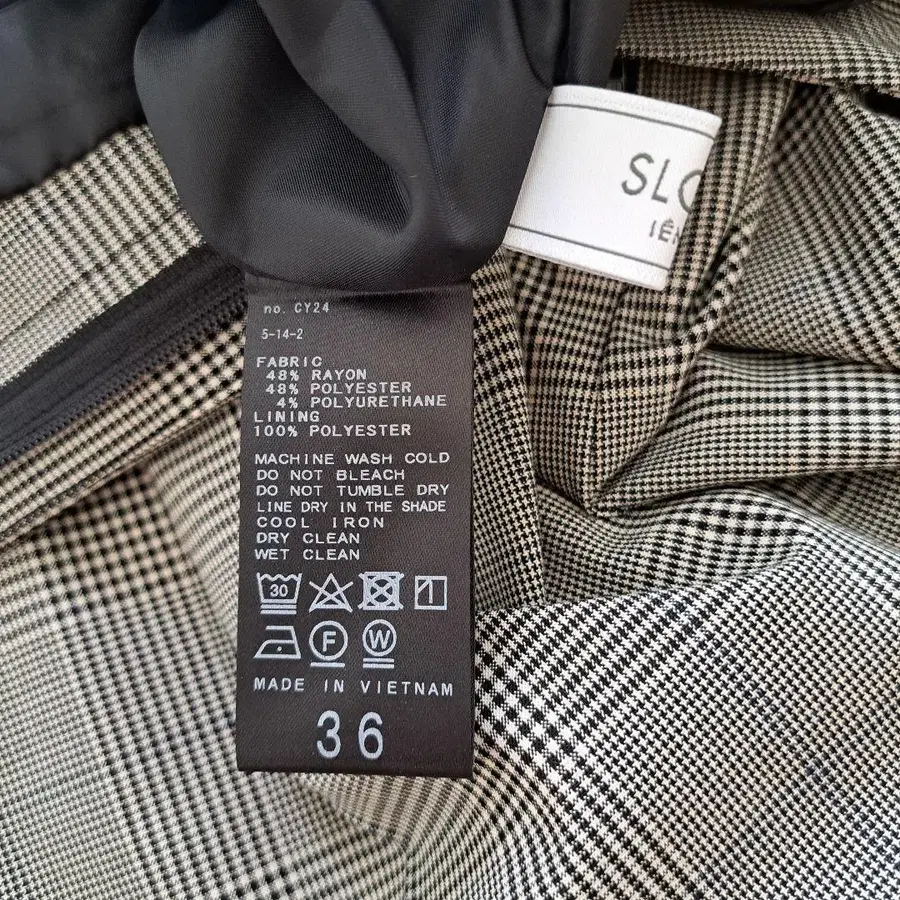 SLO
IÊN
no. CY24
5-14-2
FABRIC
48% RAYON
48% POLYESTER
4% POLYURETHANE
LINING
100% POLYESTER
MACHINE WASH COLD
DO NOT BLEACH
DO NOT TUMBLE DRY
LINE DRY IN THE SHADE
COOL IRON
DRY CLEAN
WET CLEAN
30
F W
MADE IN VIETNAM
36